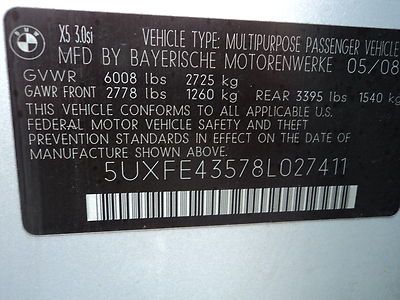 BMW
X5 3.0si
VEHICLE TYPE: MULTIPURPOSE PASSENGER VEHICLE
MFD BY BAYERISCHE MOTORENWERKE 05/08
GVWR 6008 lbs 2725 kg
GAWR FRONT 2778 lbs 1260 kg REAR 3395 lbs 1540 kg
THIS VEHICLE CONFORMS TO ALL APPLICABLE U.S.
FEDERAL MOTOR VEHICLE SAFETY AND THEFT
PREVENTION STANDARDS IN EFFECT ON THE DATE OF
MANUFACTURE SHOWN ABOVE.
5UXFE43578L027411